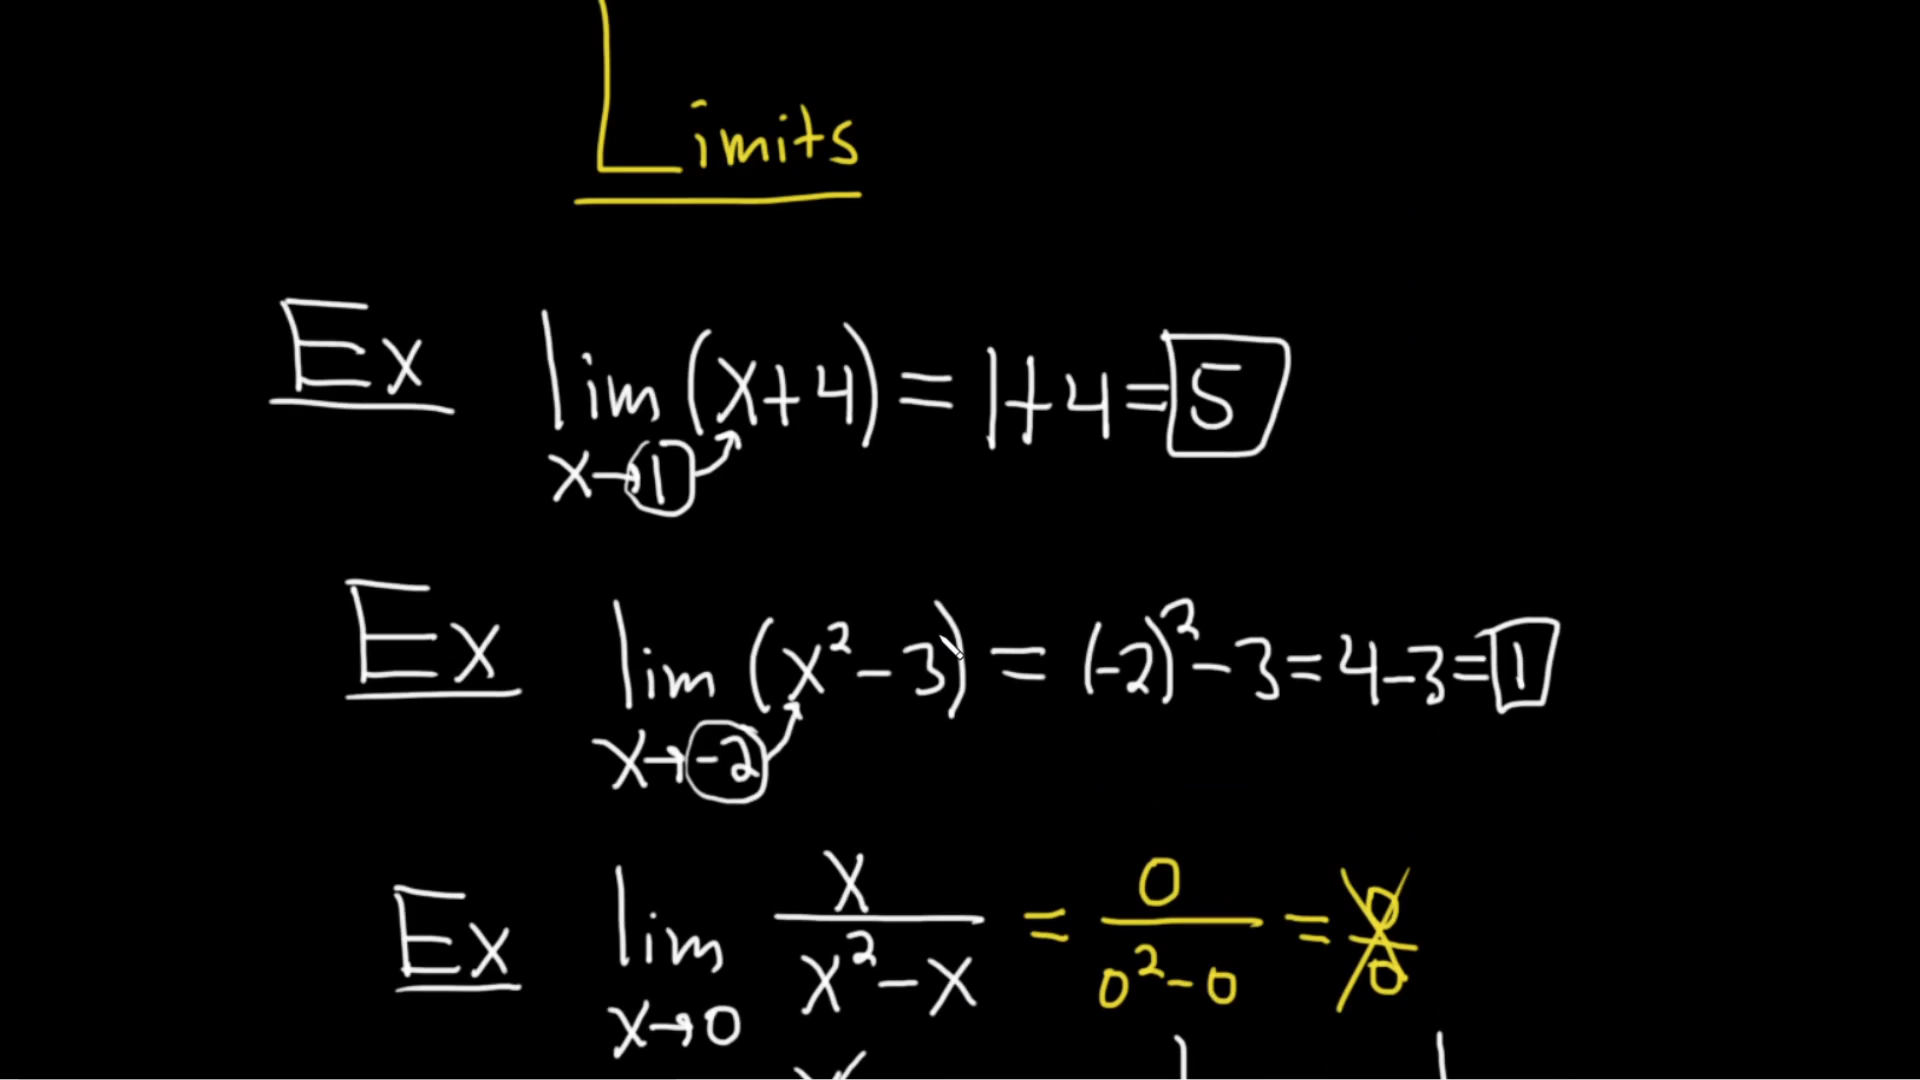 Limits
Ex lim (x+4) = 1+4 = 5
x→1
Ex lim (x²-3) = (-2)²-3 = 4-3 = 1
x→-2
Ex lim x/(x²-x) = 0/(0²-0) = 0/0
x→0